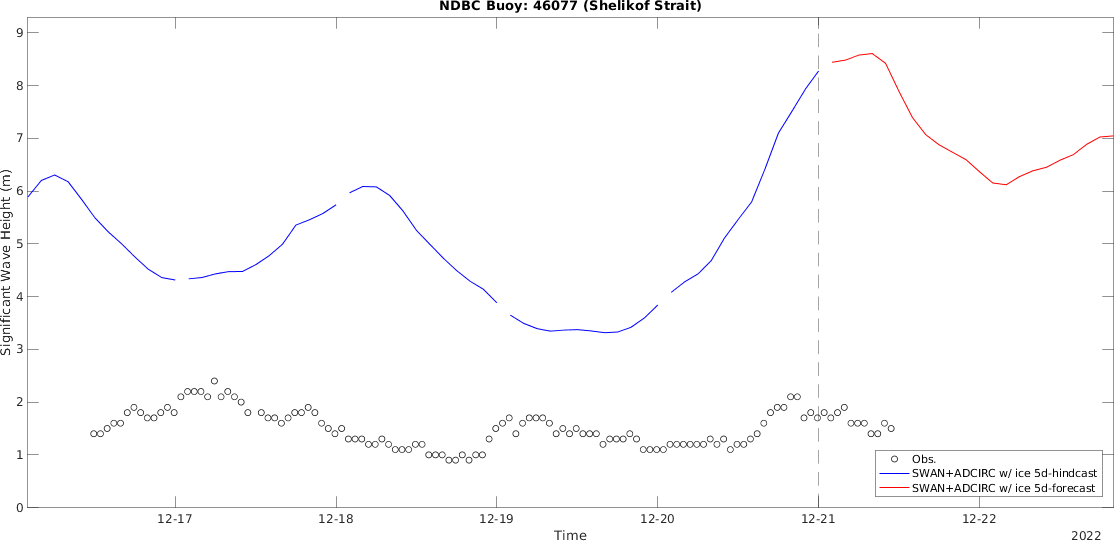 NDBC Buoy: 46077 (Shelikof Strait)
Significant Wave Height (m)
9
8
7
6
5
4
3
2
1
0
Obs.
SWAN+ADCIRC w/ ice 5d-hindcast
SWAN+ADCIRC w/ ice 5d-forecast
12-17 12-18 12-19 12-20 12-21 12-22
Time
2022